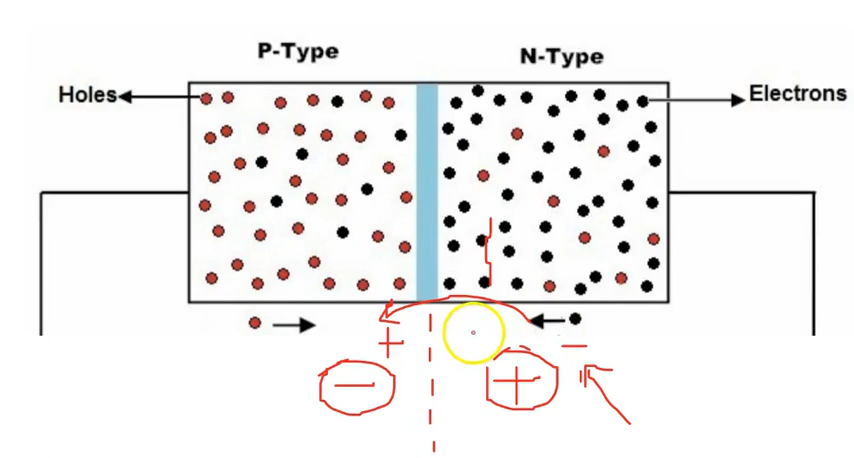 P-Type
N-Type
Holes
Electrons
+
−
−
+